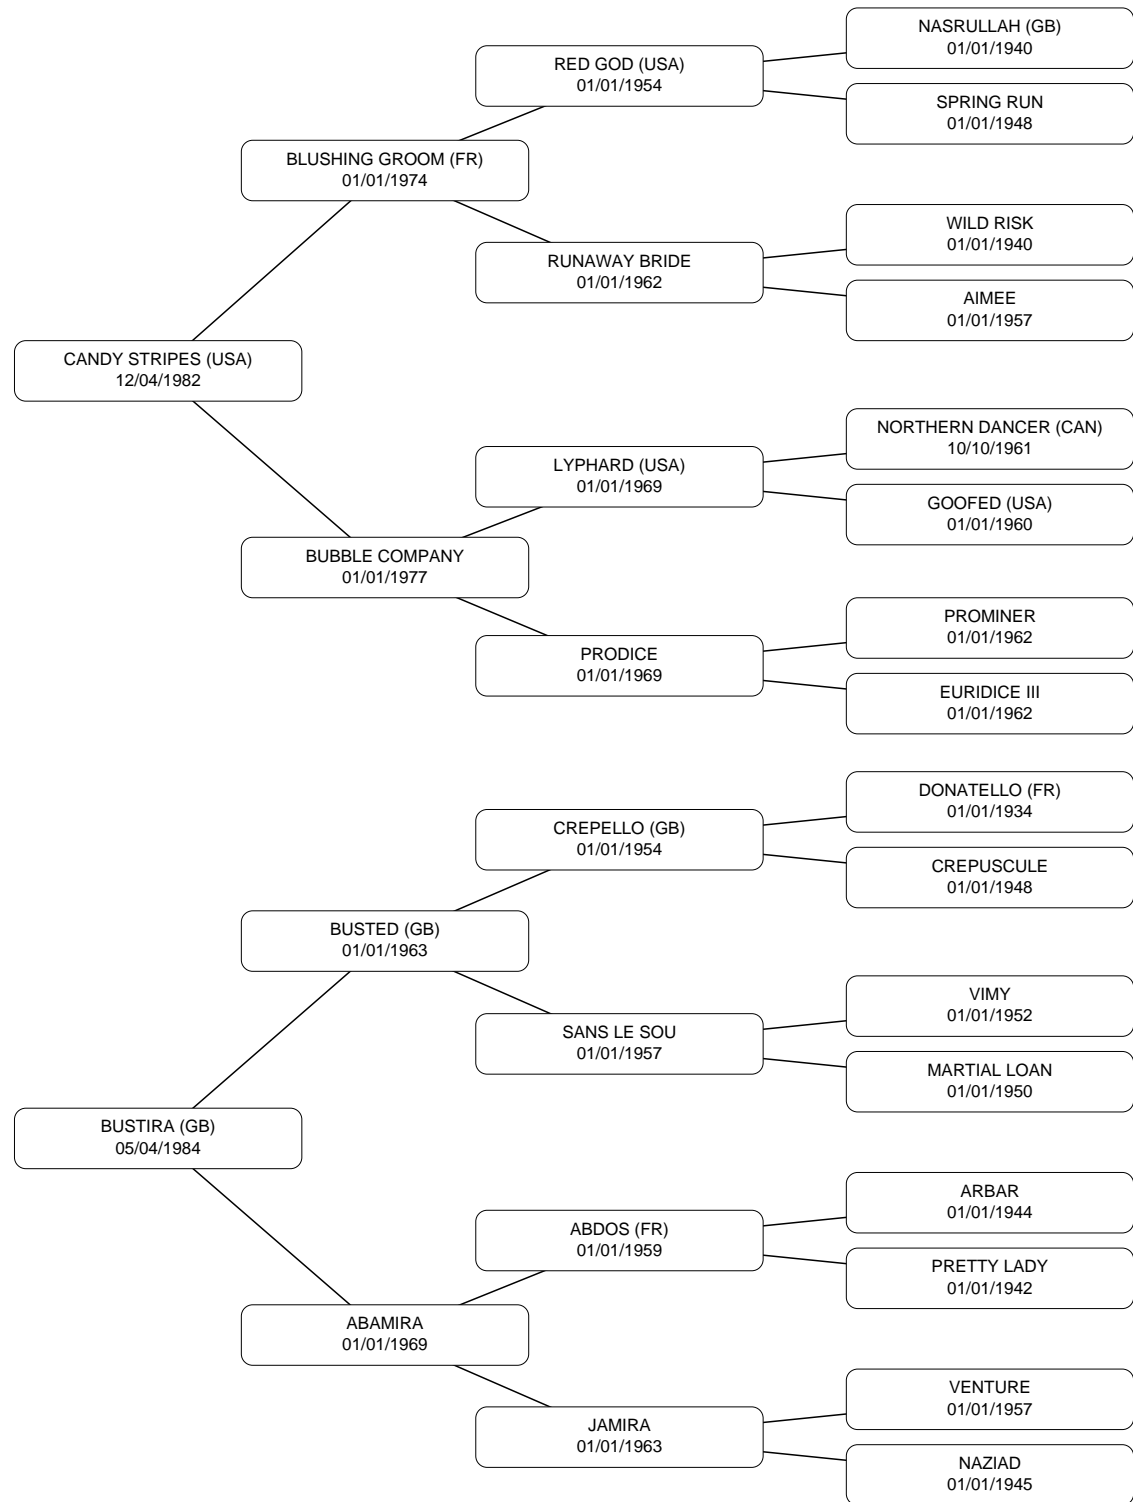 NASRULLAH (GB)
01/01/1940
RED GOD (USA)
01/01/1954
SPRING RUN
01/01/1948
BLUSHING GROOM (FR)
01/01/1974
WILD RISK
01/01/1940
RUNAWAY BRIDE
01/01/1962
AIMEE
01/01/1957
CANDY STRIPES (USA)
12/04/1982
NORTHERN DANCER (CAN)
10/10/1961
LYPHARD (USA)
01/01/1969
GOOFED (USA)
01/01/1960
BUBBLE COMPANY
01/01/1977
PROMINER
01/01/1962
PRODICE
01/01/1969
EURIDICE III
01/01/1962
DONATELLO (FR)
01/01/1934
CREPELLO (GB)
01/01/1954
CREPUSCULE
01/01/1948
BUSTED (GB)
01/01/1963
VIMY
01/01/1952
SANS LE SOU
01/01/1957
MARTIAL LOAN
01/01/1950
BUSTIRA (GB)
05/04/1984
ARBAR
01/01/1944
ABDOS (FR)
01/01/1959
PRETTY LADY
01/01/1942
ABAMIRA
01/01/1969
VENTURE
01/01/1957
JAMIRA
01/01/1963
NAZIAD
01/01/1945